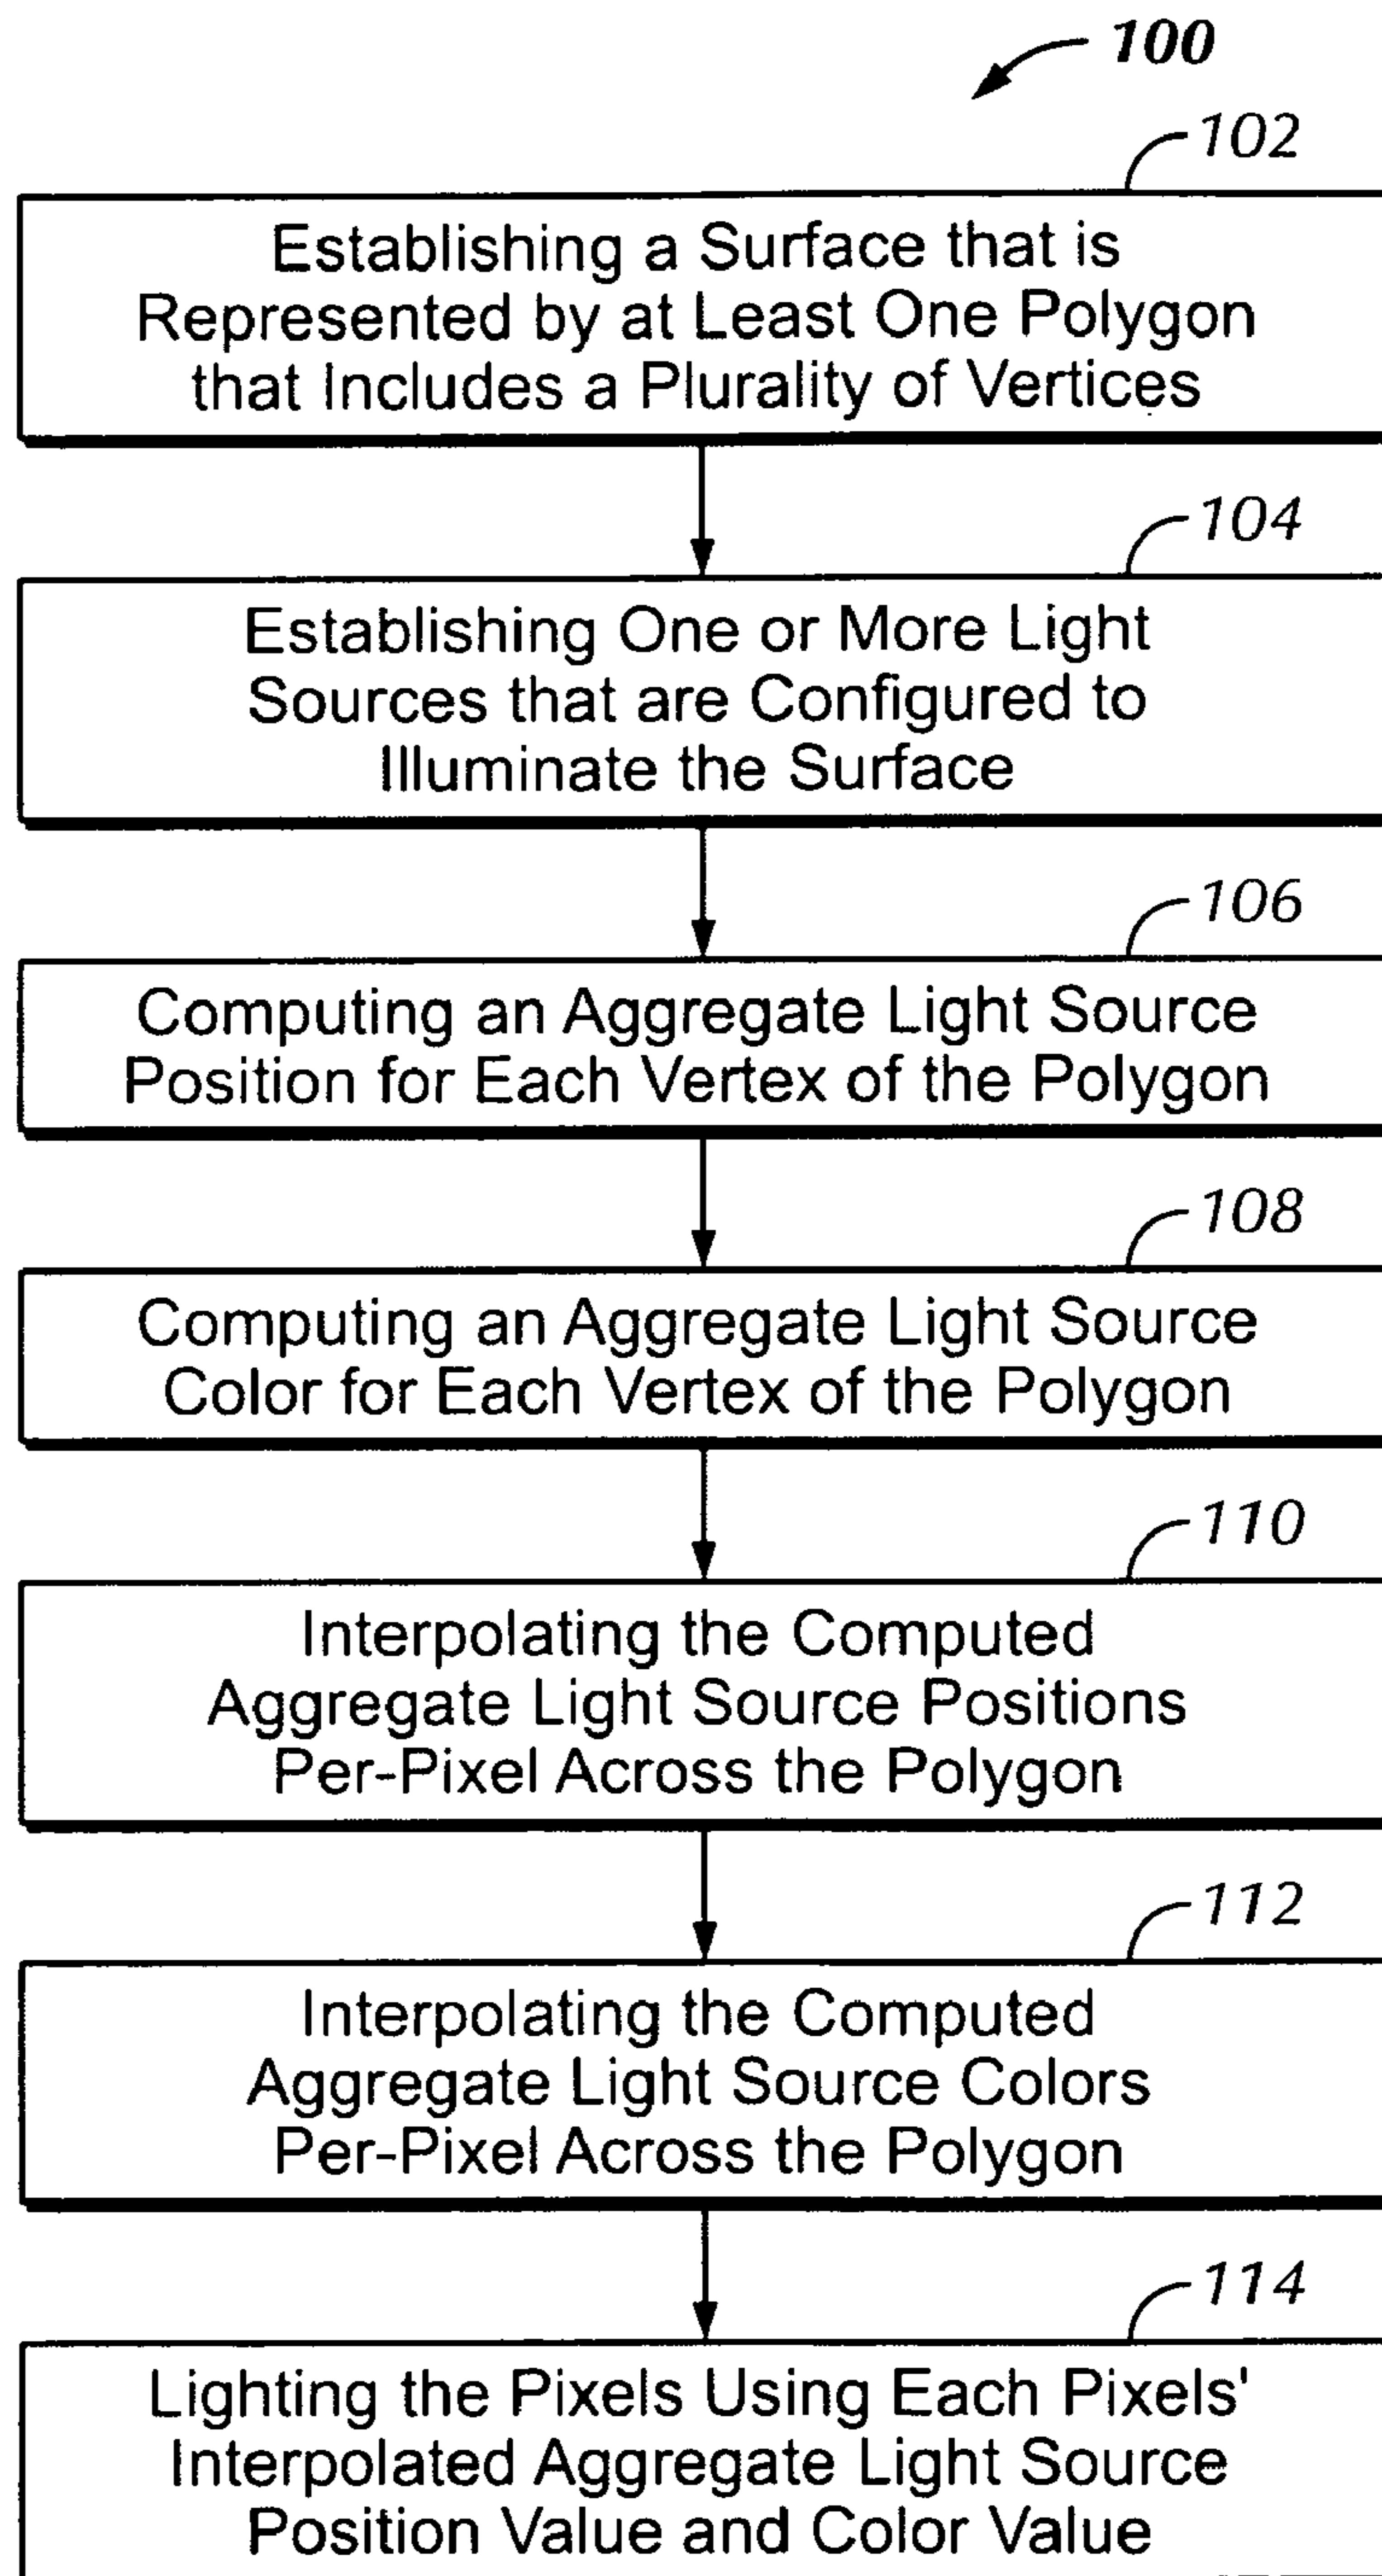 100
102
Establishing a Surface that is
Represented by at Least One Polygon
that Includes a Plurality of Vertices
104
Establishing One or More Light
Sources that are Configured to
Illuminate the Surface
106
Computing an Aggregate Light Source
Position for Each Vertex of the Polygon
108
Computing an Aggregate Light Source
Color for Each Vertex of the Polygon
110
Interpolating the Computed
Aggregate Light Source Positions
Per-Pixel Across the Polygon
112
Interpolating the Computed
Aggregate Light Source Colors
Per-Pixel Across the Polygon
114
Lighting the Pixels Using Each Pixels'
Interpolated Aggregate Light Source
Position Value and Color Value